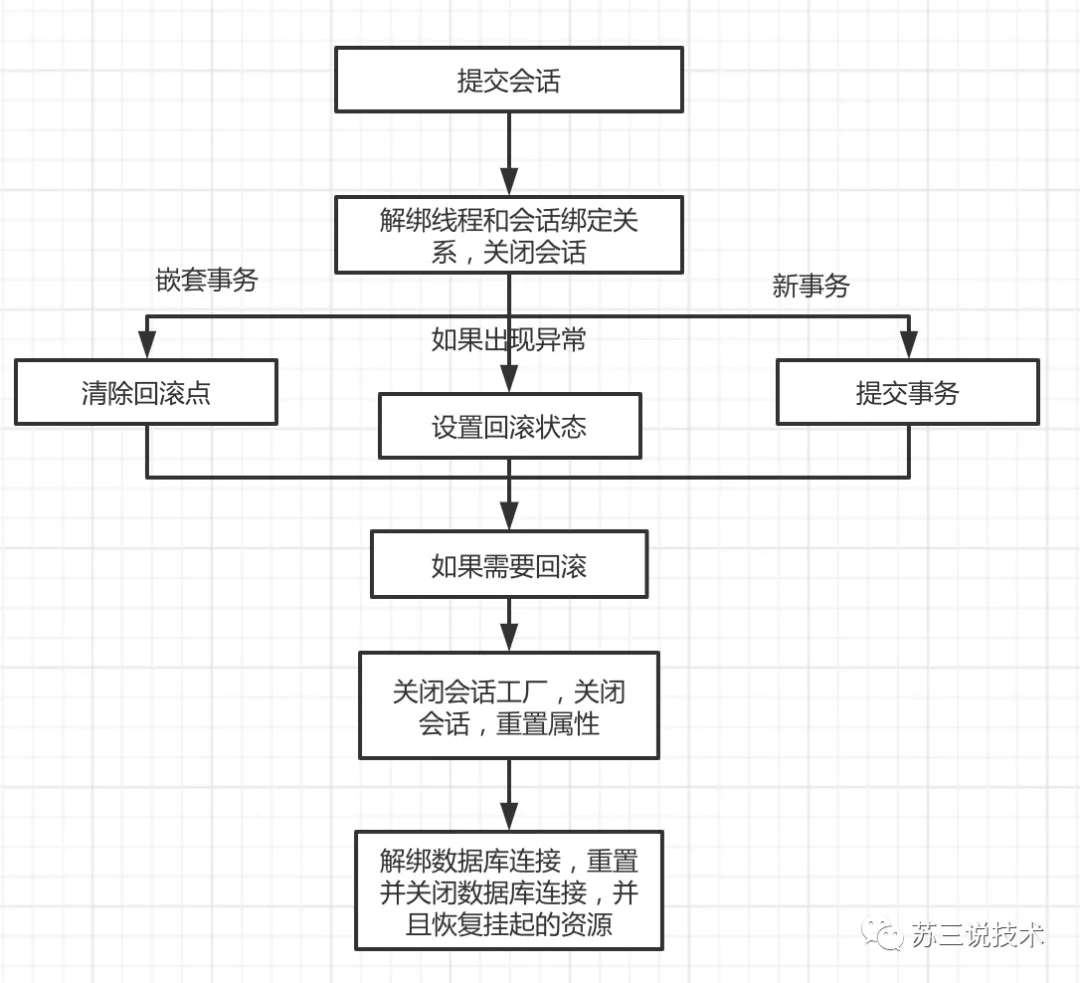 提交会话
解绑线程和会话绑定关
系，关闭会话
嵌套事务
新事务
如果出现异常
清除回滚点
设置回滚状态
提交事务
如果需要回滚
关闭会话工厂，关闭
会话，重置属性
解绑数据库连接，重置
并关闭数据库连接，并
且恢复挂起的资源
苏三说技术